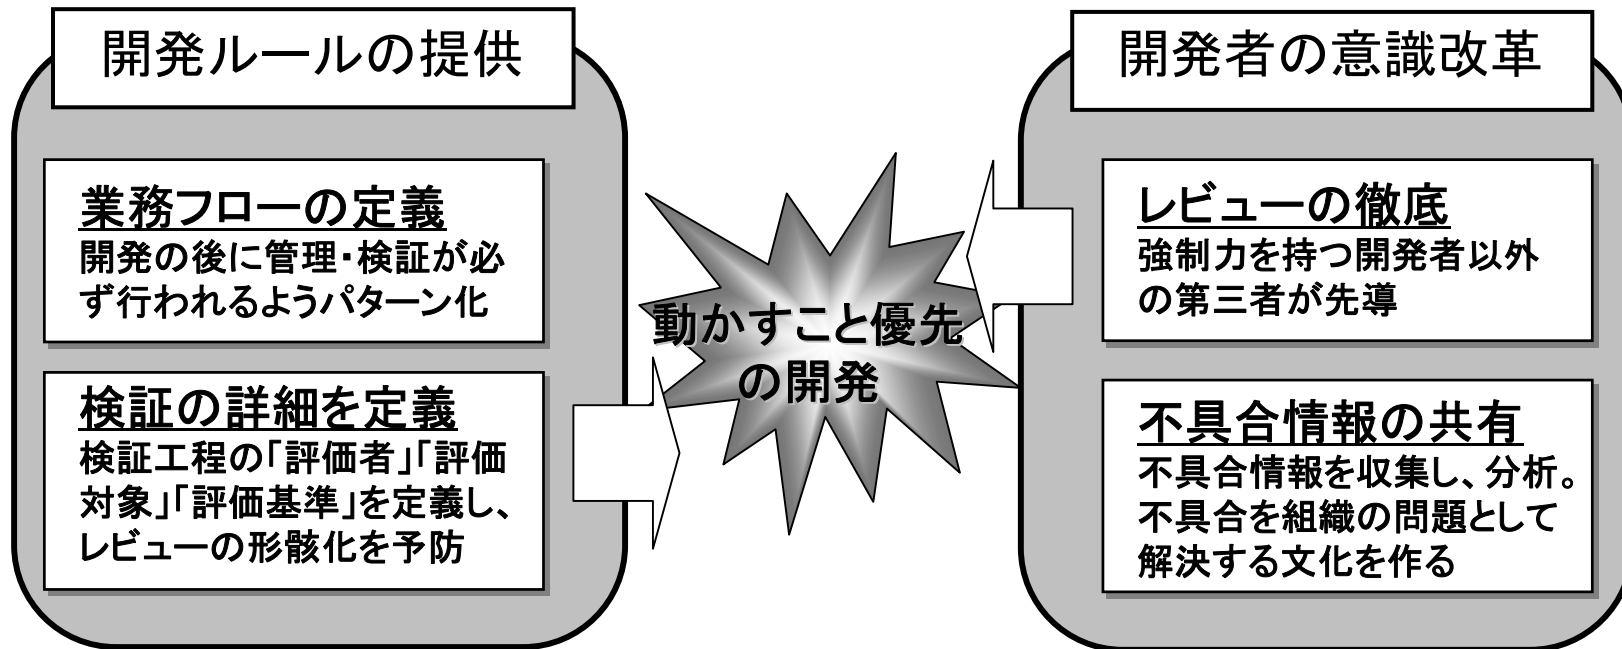 開発ルールの提供
業務フローの定義
開発の後に管理・検証が必
ず行われるようパターン化
検証の詳細を定義
検証工程の「評価者」「評価
対象」「評価基準」を定義し、
レビューの形骸化を予防
動かすこと優先
の開発
開発者の意識改革
レビューの徹底
強制力を持つ開発者以外
の第三者が先導
不具合情報の共有
不具合情報を収集し、分析。
不具合を組織の問題として
解決する文化を作る